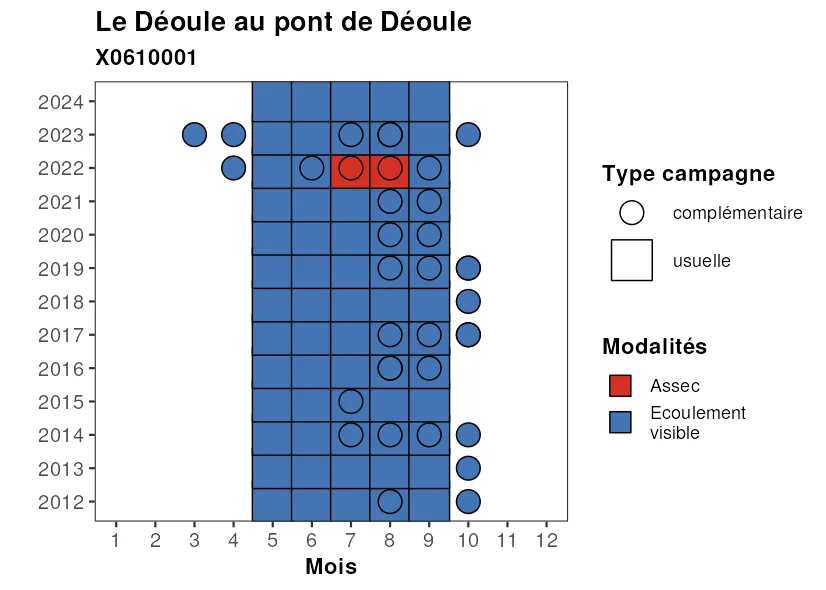 Le Déoule au pont de Déoule
X0610001
2024
2023
2022
2021
2020
2019
2018
2017
2016
2015
2014
2013
2012
1 2 3 4 5 6 7 8 9 10 11 12
Mois
Type campagne
complémentaire
usuelle
Modalités
Assec
Ecoulement
visible